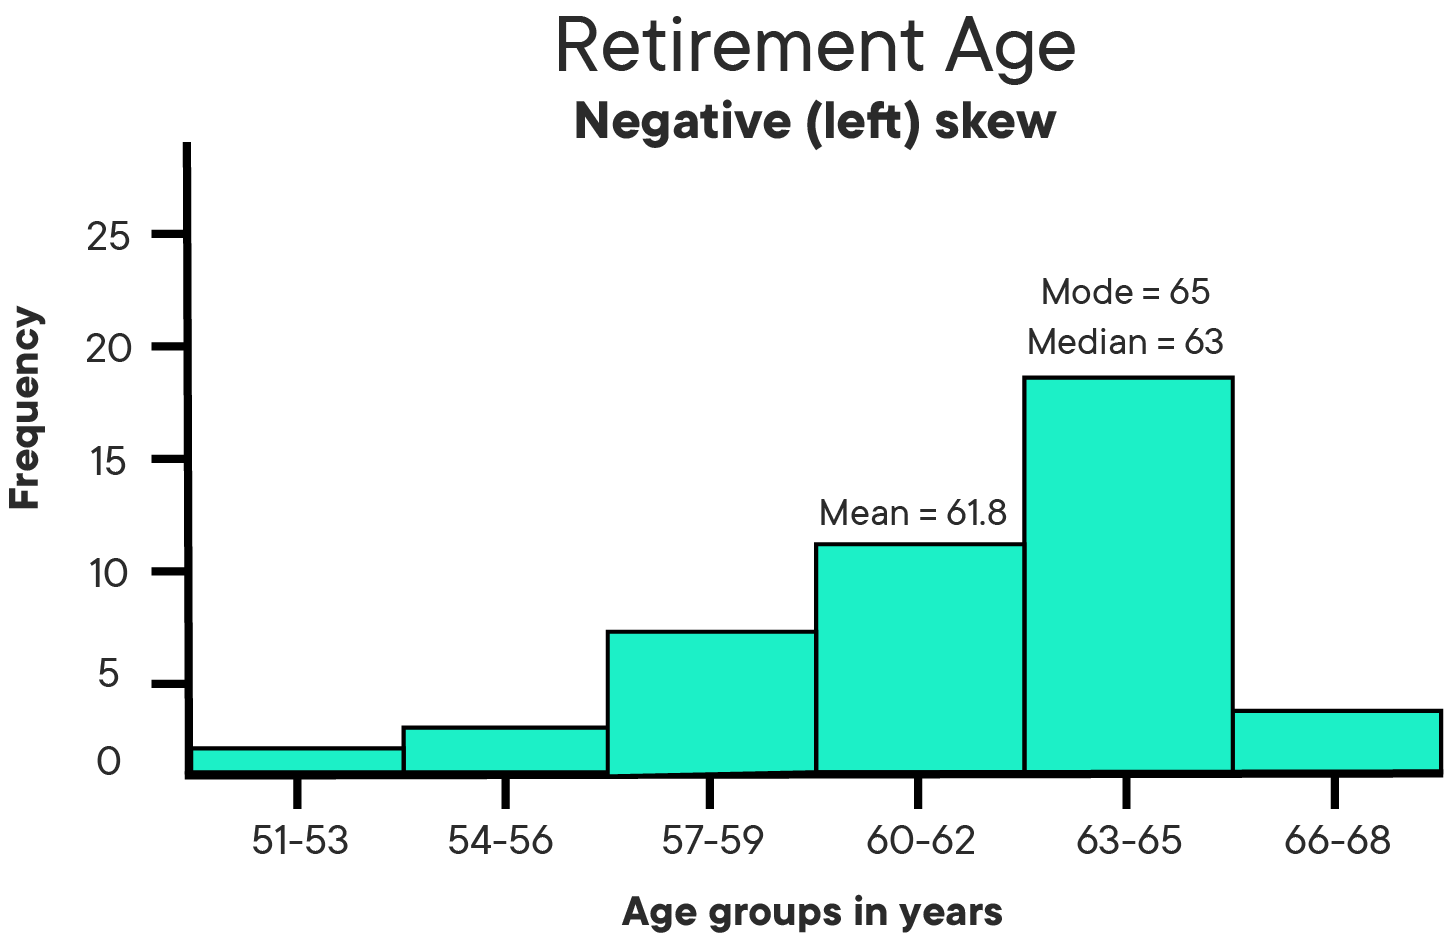 Retirement Age
Negative (left) skew
Frequency
25
20
15
10
5
0
Mode = 65
Median = 63
Mean = 61.8
51-53 54-56 57-59 60-62 63-65 66-68
Age groups in years